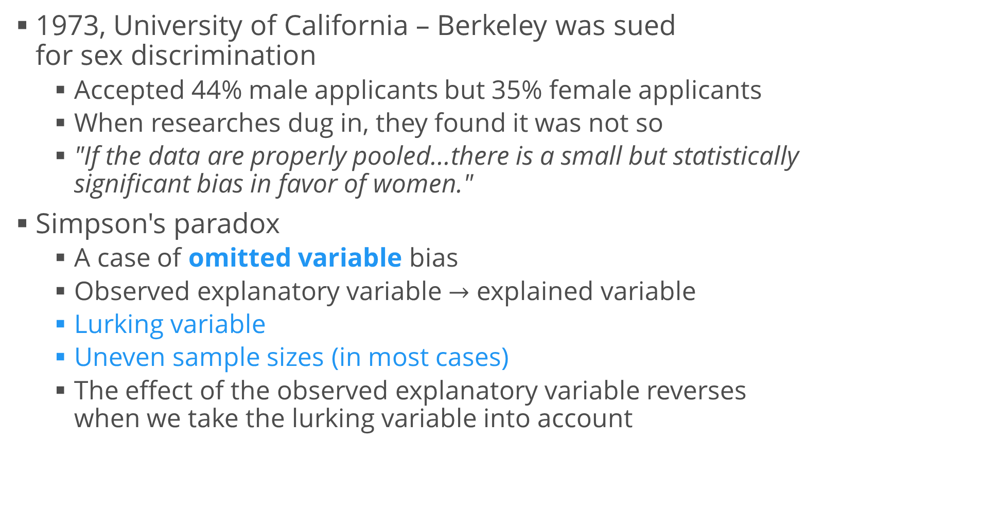 ▪ 1973, University of California – Berkeley was sued
for sex discrimination
▪ Accepted 44% male applicants but 35% female applicants
▪ When researches dug in, they found it was not so
▪ "If the data are properly pooled...there is a small but statistically
significant bias in favor of women."
▪ Simpson's paradox
▪ A case of omitted variable bias
▪ Observed explanatory variable → explained variable
▪ Lurking variable
▪ Uneven sample sizes (in most cases)
▪ The effect of the observed explanatory variable reverses
when we take the lurking variable into account